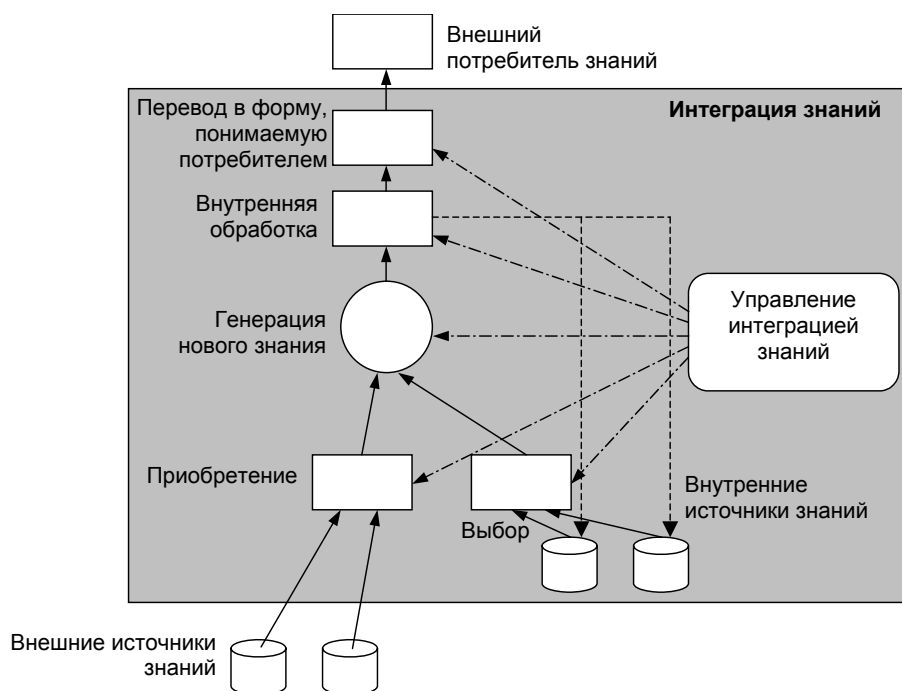 Внешний
потребитель знаний
Перевод в форму,
понимаемую
потребителем
Интеграция знаний
Внутренняя
обработка
Управление
интеграцией
знаний
Генерация
нового знания
Приобретение
Выбор
Внутренние
источники знаний
Внешние источники
знаний